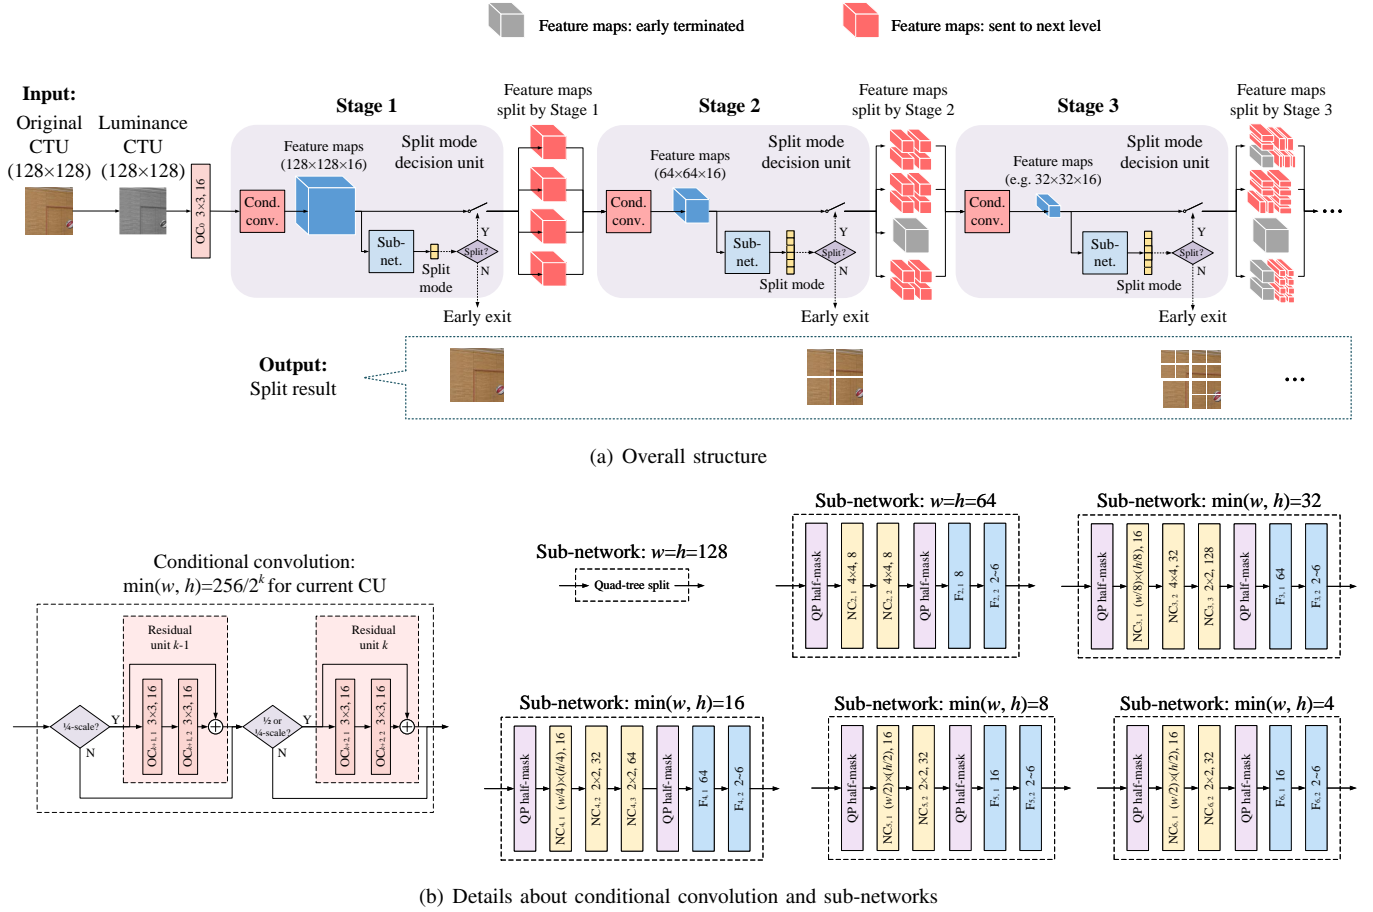 Feature maps: early terminated
Feature maps: sent to next level
Input:
Original
CTU
(128×128)
Luminance
CTU
(128×128)
OC₀ 3×3, 16
Stage 1
Feature maps
(128×128×16)
Split mode
decision unit
Cond.
conv.
Sub-
net.
Split
mode
Split?
Y
N
Early exit
Feature maps
split by Stage 1
Stage 2
Feature maps
(64×64×16)
Split mode
decision unit
Cond.
conv.
Sub-
net.
Split mode
Split?
Y
N
Early exit
Feature maps
split by Stage 2
Stage 3
Feature maps
(e.g. 32×32×16)
Split mode
decision unit
Cond.
conv.
Sub-
net.
Split mode
Split?
Y
N
Early exit
Feature maps
split by Stage 3
•••
Output:
Split result
•••
(a) Overall structure
Conditional convolution:
min(w, h)=256/2ᵏ for current CU
¼-scale?
Y
N
Residual
unit k-1
OCₖ₊₁, ₁ 3×3, 16
OCₖ₊₁, ₂ 3×3, 16
½ or
¼-scale?
Y
N
Residual
unit k
OCₖ₊₂, ₁ 3×3, 16
OCₖ₊₂, ₂ 3×3, 16
Sub-network: w=h=128
Quad-tree split
Sub-network: w=h=64
QP half-mask
NC₂, ₁ 4×4, 8
NC₂, ₂ 4×4, 8
QP half-mask
F₂, ₁ 8
F₂, ₂ 2~6
Sub-network: min(w, h)=32
QP half-mask
NC₃, ₁ (w/8)×(h/8), 16
NC₃, ₂ 4×4, 32
NC₃, ₃ 2×2, 128
QP half-mask
F₃, ₁ 64
F₃, ₂ 2~6
Sub-network: min(w, h)=16
QP half-mask
NC₄, ₁ (w/4)×(h/4), 16
NC₄, ₂ 2×2, 32
NC₄, ₃ 2×2, 64
QP half-mask
F₄, ₁ 64
F₄, ₂ 2~6
Sub-network: min(w, h)=8
QP half-mask
NC₅, ₁ (w/2)×(h/2), 16
NC₅, ₂ 2×2, 32
QP half-mask
F₅, ₁ 16
F₅, ₂ 2~6
Sub-network: min(w, h)=4
QP half-mask
NC₆, ₁ (w/2)×(h/2), 16
NC₆, ₂ 2×2, 32
QP half-mask
F₆, ₁ 16
F₆, ₂ 2~6
(b) Details about conditional convolution and sub-networks